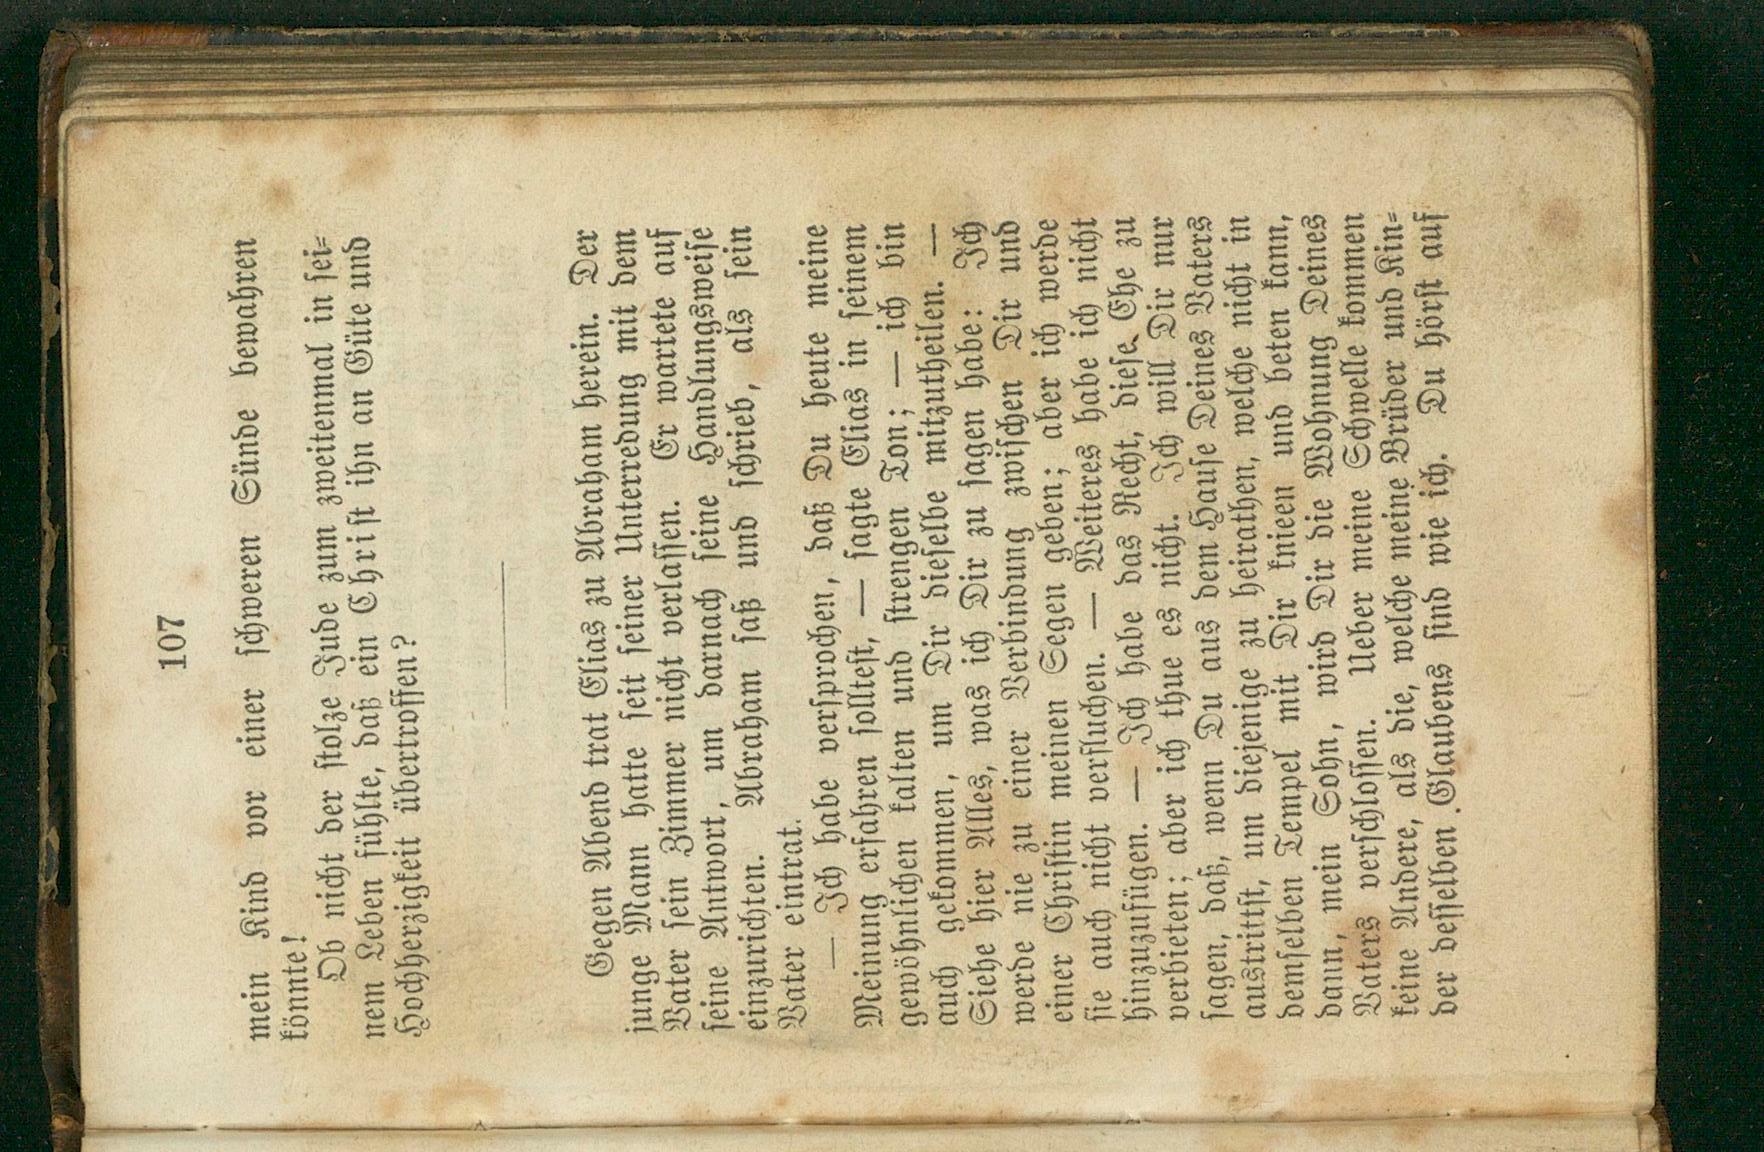 107
mein Kind vor einer schweren Sünde bewahren
könnte!
Ob nicht der stolze Jude zum zweitenmal in sei=
nem Leben fühlte, daß ein Christ ihn an Güte und
Hochherzigkeit übertroffen?
Gegen Abend trat Elias zu Abraham herein. Der
junge Mann hatte seit seiner Unterredung mit dem
Vater sein Zimmer nicht verlassen. Er wartete auf
seine Antwort, um darnach seine Handlungsweise
einzurichten. Abraham saß und schrieb, als sein
Vater eintrat.
— Ich habe versprochen, daß Du heute meine
Meinung erfahren solltest, — sagte Elias in seinem
gewöhnlichen kalten und strengen Ton; — ich bin
auch gekommen, um Dir dieselbe mitzutheilen. —
Siehe hier Alles, was ich Dir zu sagen habe: Ich
werde nie zu einer Verbindung zwischen Dir und
einer Christin meinen Segen geben; aber ich werde
sie auch nicht verfluchen. — Weiteres habe ich nicht
hinzuzufügen. — Ich habe das Recht, diese Ehe zu
verbieten; aber ich thue es nicht. Ich will Dir nur
sagen, daß, wenn Du aus dem Hause Deines Vaters
austrittst, um diejenige zu heirathen, welche nicht in
demselben Tempel mit Dir knieen und beten kann,
dann, mein Sohn, wird Dir die Wohnung Deines
Vaters verschlossen. Ueber meine Schwelle kommen
keine Andere, als die, welche meine Brüder und Kin=
der desselben Glaubens sind wie ich. Du hörst auf